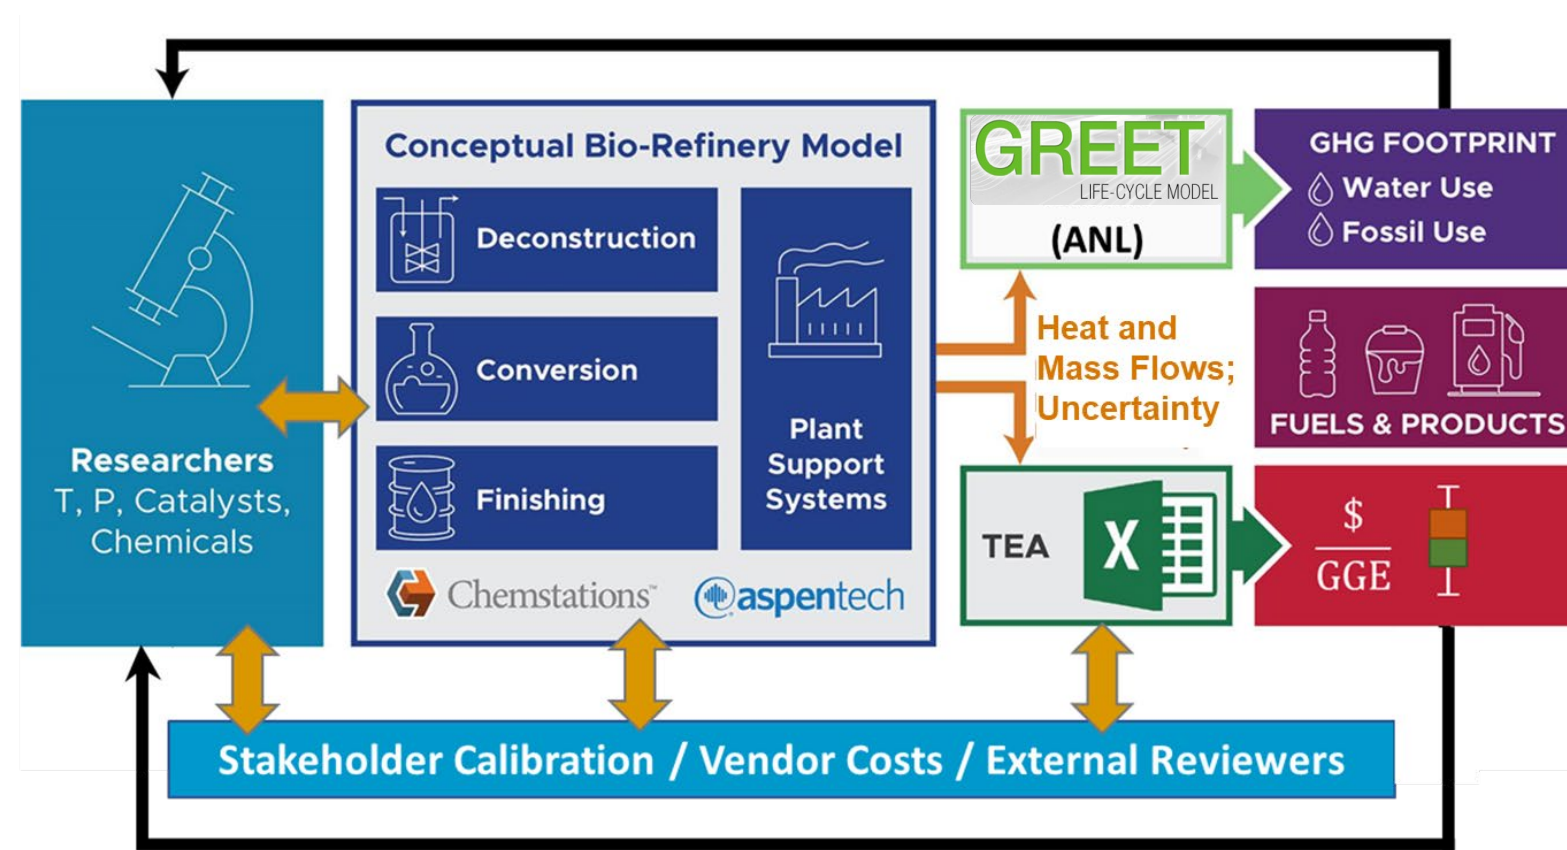 Researchers
T, P, Catalysts,
Chemicals
Conceptual Bio-Refinery Model
Deconstruction
Conversion
Finishing
Plant
Support
Systems
Chemstations™
aspentech
GREET
LIFE-CYCLE MODEL
(ANL)
Heat and
Mass Flows;
Uncertainty
TEA
X
GHG FOOTPRINT
Water Use
Fossil Use
FUELS & PRODUCTS
$
GGE
Stakeholder Calibration / Vendor Costs / External Reviewers